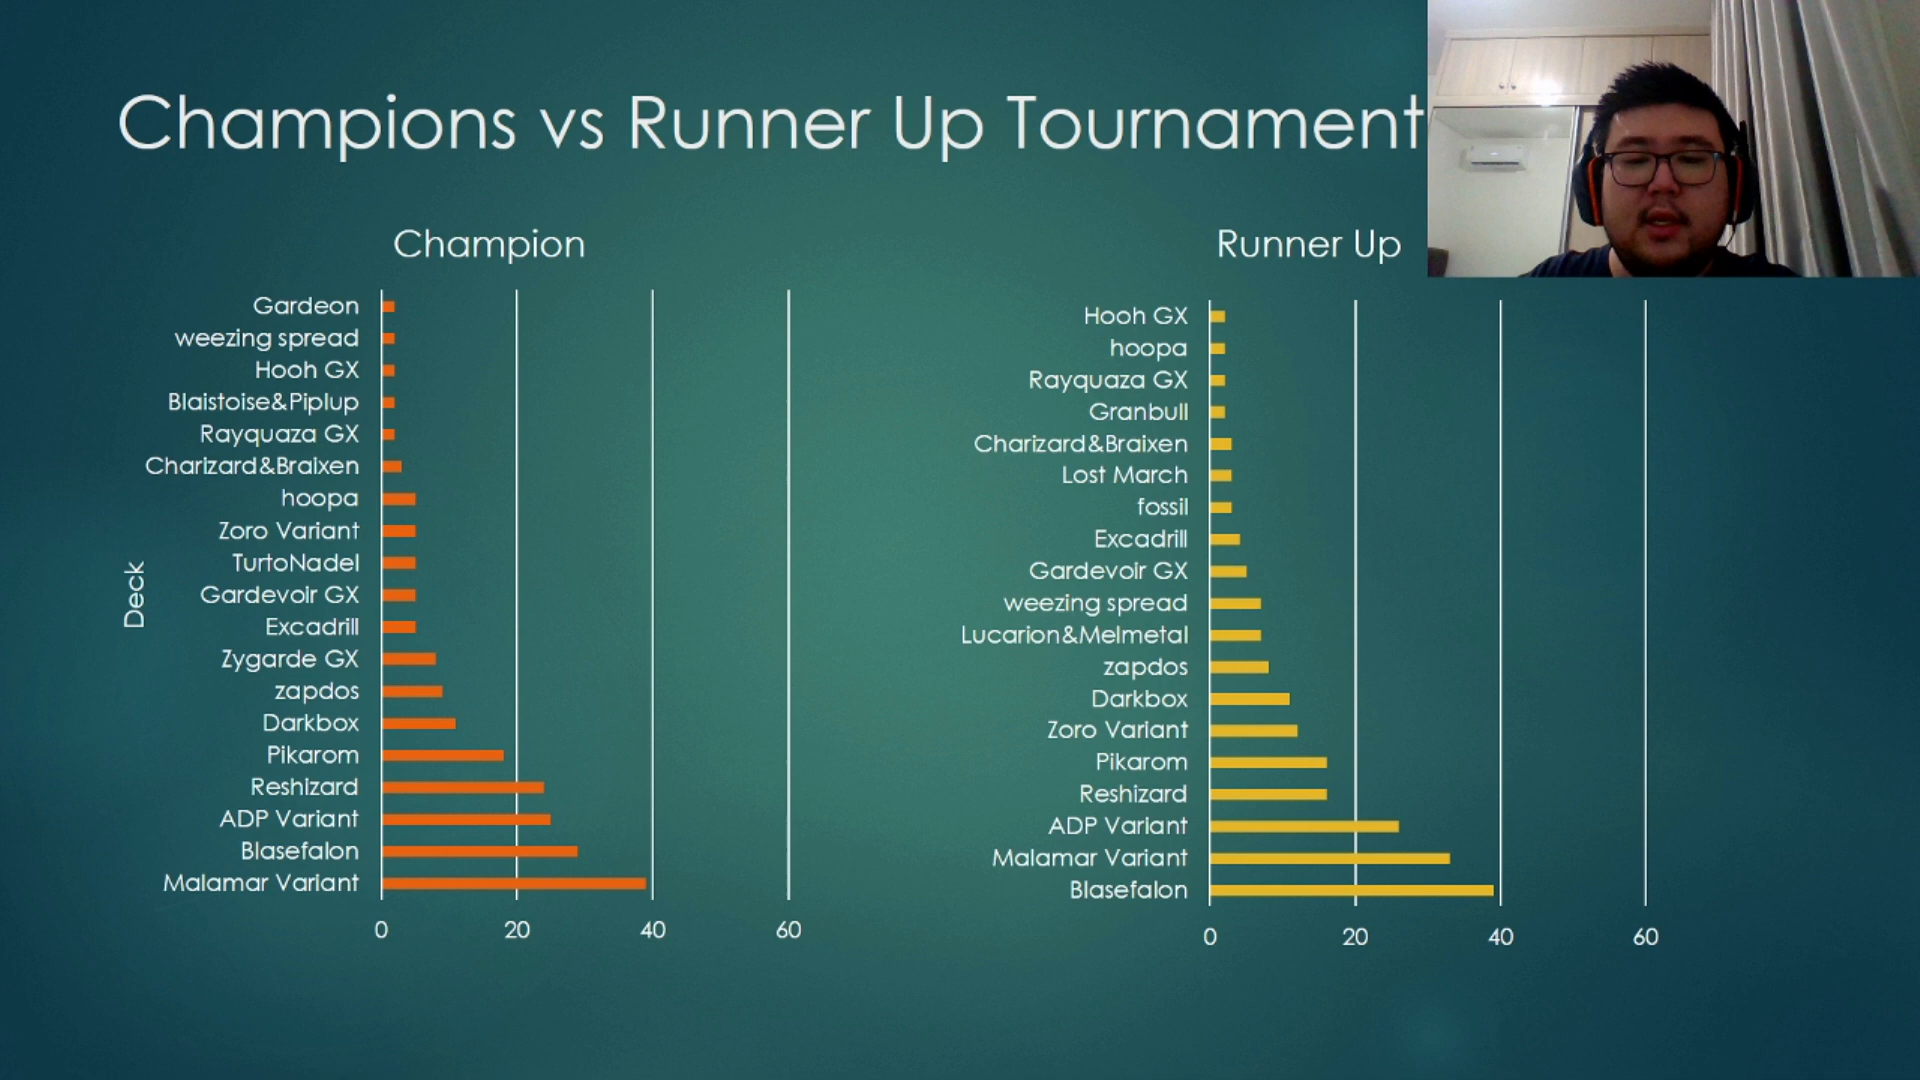 Champions vs Runner Up Tournament
Champion
Deck
Gardeon
weezing spread
Hooh GX
Blaistoise&Piplup
Rayquaza GX
Charizard&Braixen
hoopa
Zoro Variant
TurtoNadel
Gardevoir GX
Excadrill
Zygarde GX
zapdos
Darkbox
Pikarom
Reshizard
ADP Variant
Blasefalon
Malamar Variant
0 20 40 60
Runner Up
Hooh GX
hoopa
Rayquaza GX
Granbull
Charizard&Braixen
Lost March
fossil
Excadrill
Gardevoir GX
weezing spread
Lucarion&Melmetal
zapdos
Darkbox
Zoro Variant
Pikarom
Reshizard
ADP Variant
Malamar Variant
Blasefalon
0 20 40 60